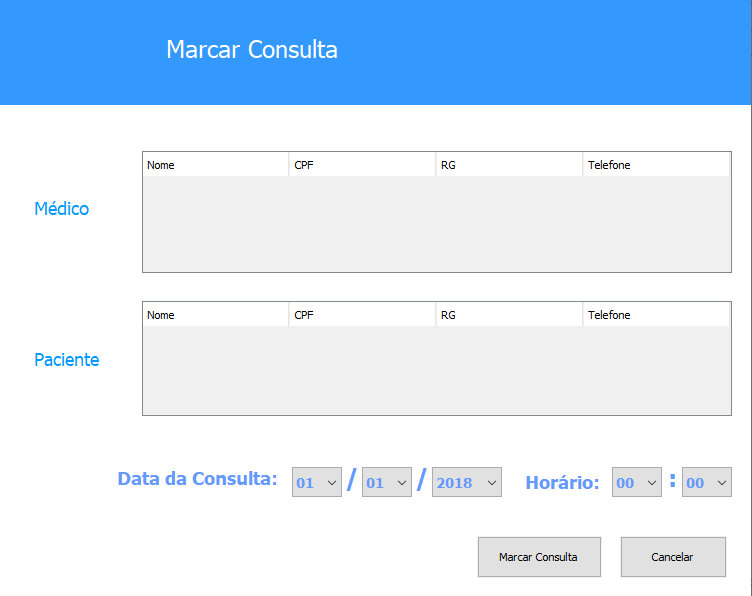 Marcar Consulta
Nome CPF RG Telefone
Médico
Nome CPF RG Telefone
Paciente
Data da Consulta: 01 / 01 / 2018 Horário: 00 : 00
Marcar Consulta Cancelar